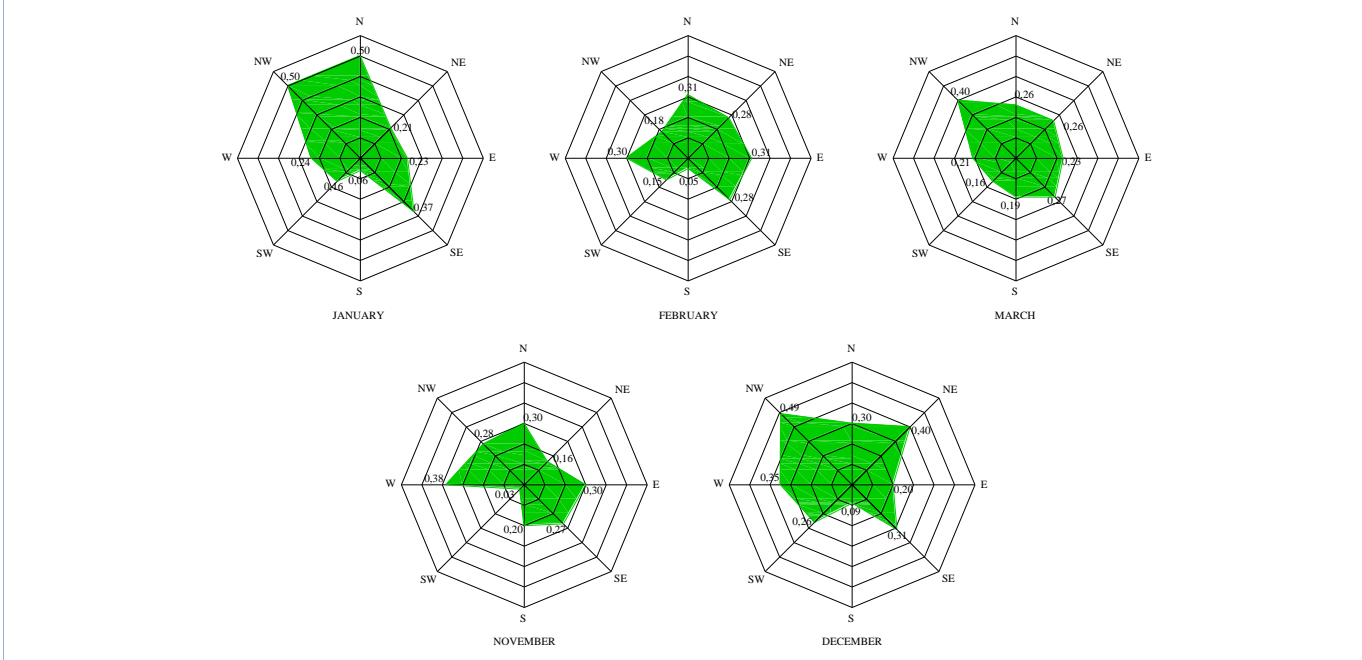 N
N
N
NW
NE
NW
NE
NW
NE
0,50
0,50
0,21
0,31
0,18
0,28
0,40
0,26
0,26
W
0,24
0,23
E
W
0,30
0,31
E
W
0,21
0,23
E
0,16
0,06
0,37
0,15
0,05
0,28
0,16
0,19
0,27
SW
SE
SW
SE
SW
SE
S
S
S
JANUARY
FEBRUARY
MARCH
N
N
NW
NE
NW
NE
0,30
0,28
0,16
0,49
0,30
0,40
W
0,38
0,03
0,30
E
W
0,35
0,20
E
0,20
0,27
0,26
0,09
0,31
SW
SE
SW
SE
S
S
NOVEMBER
DECEMBER